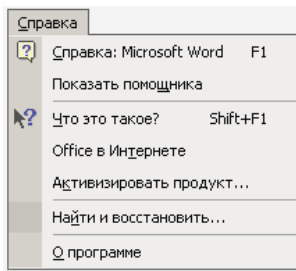 Справка
Справка: Microsoft Word F1
Показать помощника
Что это такое? Shift+F1
Office в Интернете
Активизировать продукт...
Найти и восстановить...
О программе